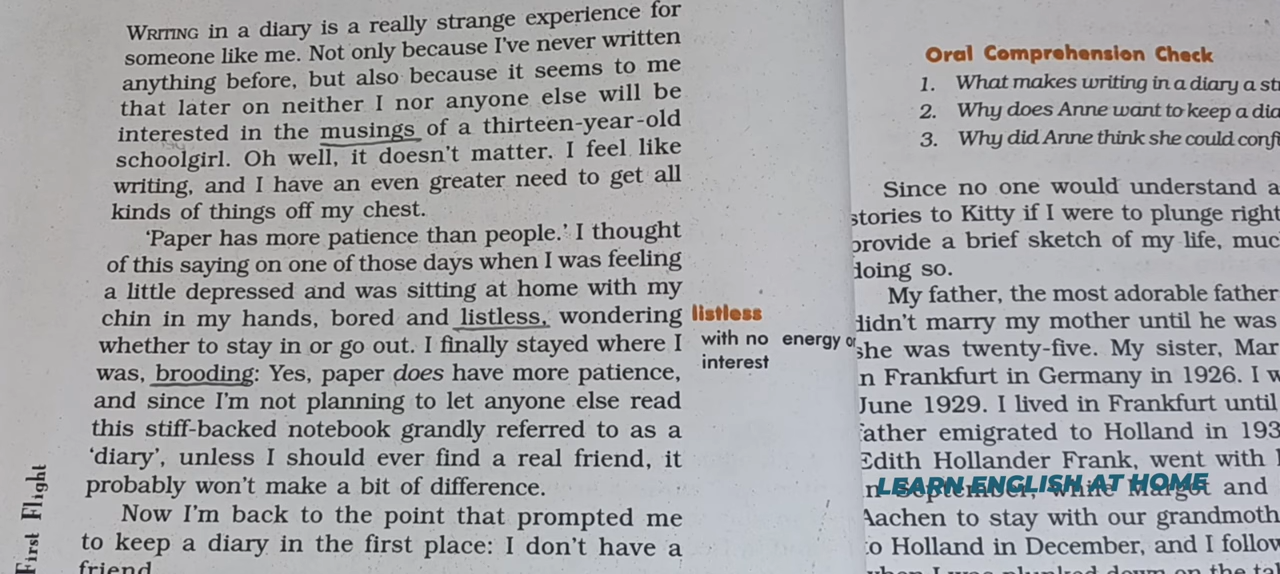 WRITING in a diary is a really strange experience for
someone like me. Not only because I've never written
anything before, but also because it seems to me
that later on neither I nor anyone else will be
interested in the musings of a thirteen-year-old
schoolgirl. Oh well, it doesn't matter. I feel like
writing, and I have an even greater need to get all
kinds of things off my chest.
'Paper has more patience than people.' I thought
of this saying on one of those days when I was feeling
a little depressed and was sitting at home with my
chin in my hands, bored and listless, wondering
whether to stay in or go out. I finally stayed where I
was, brooding: Yes, paper does have more patience,
and since I'm not planning to let anyone else read
this stiff-backed notebook grandly referred to as a
'diary', unless I should ever find a real friend, it
probably won't make a bit of difference.
Now I'm back to the point that prompted me
to keep a diary in the first place: I don't have a
friend
listless
with no energy or
interest
First Flight
Oral Comprehension Check
1. What makes writing in a diary a st
2. Why does Anne want to keep a dia
3. Why did Anne think she could conf
Since no one would understand a
stories to Kitty if I were to plunge right
provide a brief sketch of my life, muc
doing so.
My father, the most adorable father
didn't marry my mother until he was
she was twenty-five. My sister, Mar
n Frankfurt in Germany in 1926. I w
June 1929. I lived in Frankfurt until
father emigrated to Holland in 193
Edith Hollander Frank, went with
n September, while Margot and
LEARN ENGLISH AT HOME
Aachen to stay with our grandmoth
to Holland in December, and I follow
when I was plunked down on the tal